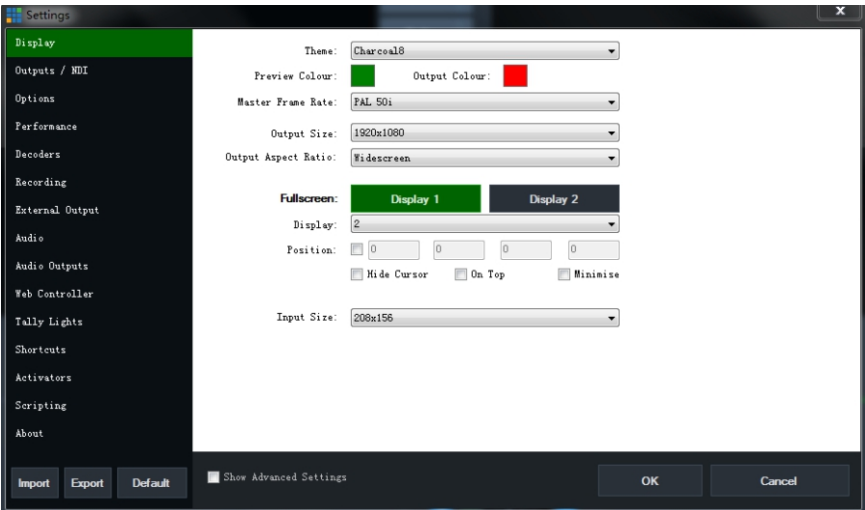 Settings
x
Display
Outputs / NDI
Options
Performance
Decoders
Recording
External Output
Audio
Audio Outputs
Web Controller
Tally Lights
Shortcuts
Activators
Scripting
About
Import Export Default
Theme: Charcoal8
Preview Colour: Output Colour:
Master Frame Rate: PAL 50i
Output Size: 1920x1080
Output Aspect Ratio: Widescreen
Fullscreen: Display 1 Display 2
Display: 2
Position: 0 0 0 0
Hide Cursor On Top Minimise
Input Size: 208x156
Show Advanced Settings OK Cancel